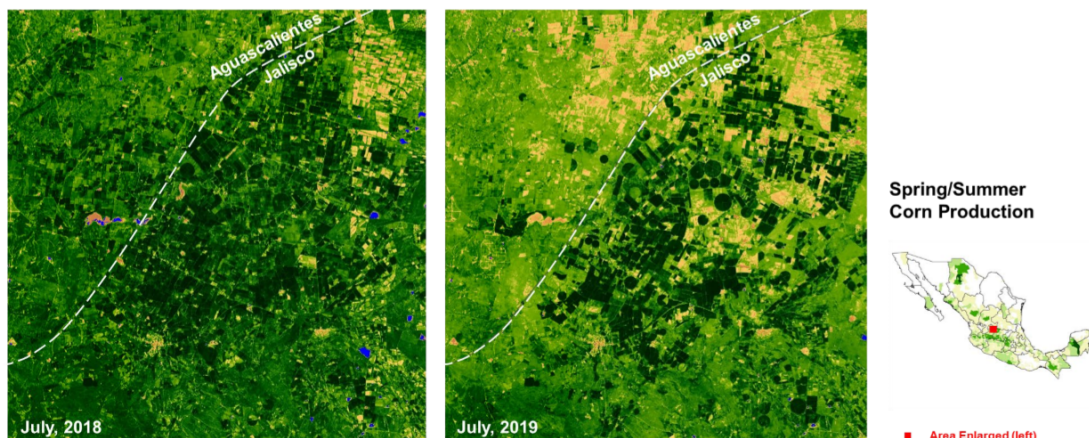 Aguascalientes
Jalisco
July, 2018
Aguascalientes
Jalisco
July, 2019
Spring/Summer
Corn Production
Area Enlarged (left)